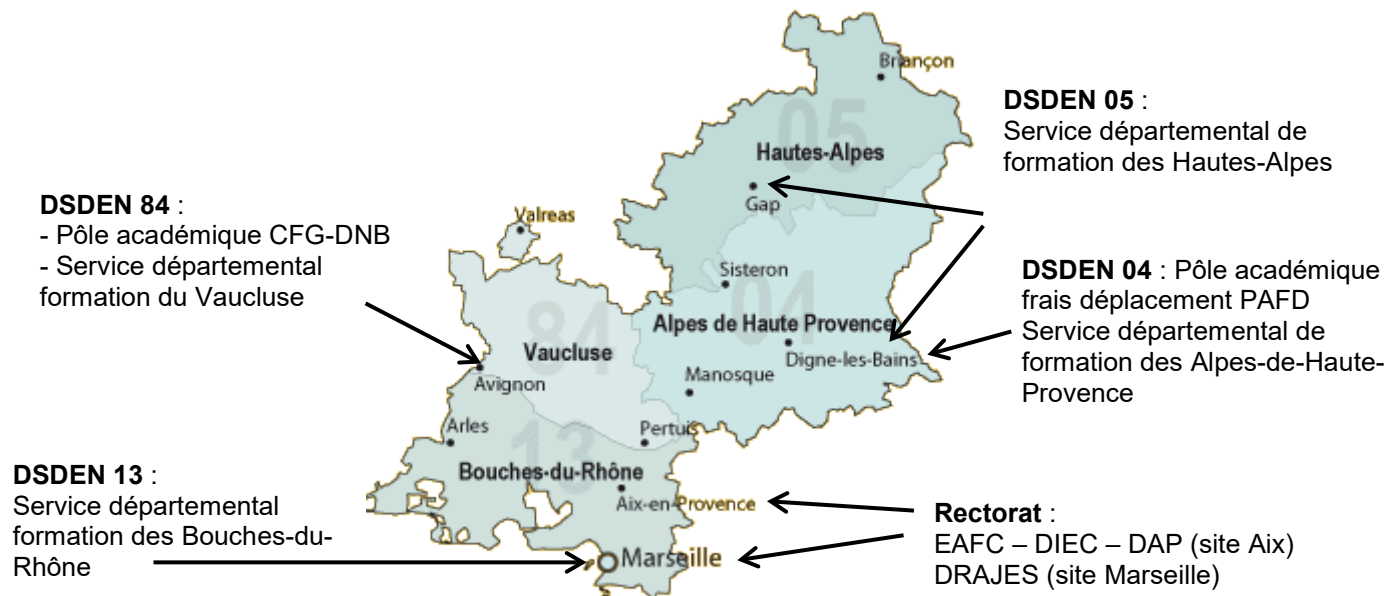 Briançon
05
Hautes-Alpes
Gap
DSDEN 05 :
Service départemental de
formation des Hautes-Alpes
DSDEN 84 :
- Pôle académique CFG-DNB
- Service départemental
formation du Vaucluse
Valreas
Sisteron
04
Alpes de Haute Provence
Digne-les-Bains
Manosque
DSDEN 04 : Pôle académique
frais déplacement PAFD
Service départemental de
formation des Alpes-de-Haute-
Provence
84
Vaucluse
Avignon
Arles
Pertuis
13
Bouches-du-Rhône
Aix-en-Provence
Marseille
DSDEN 13 :
Service départemental
formation des Bouches-du-
Rhône
Rectorat :
EAFC – DIEC – DAP (site Aix)
DRAJES (site Marseille)